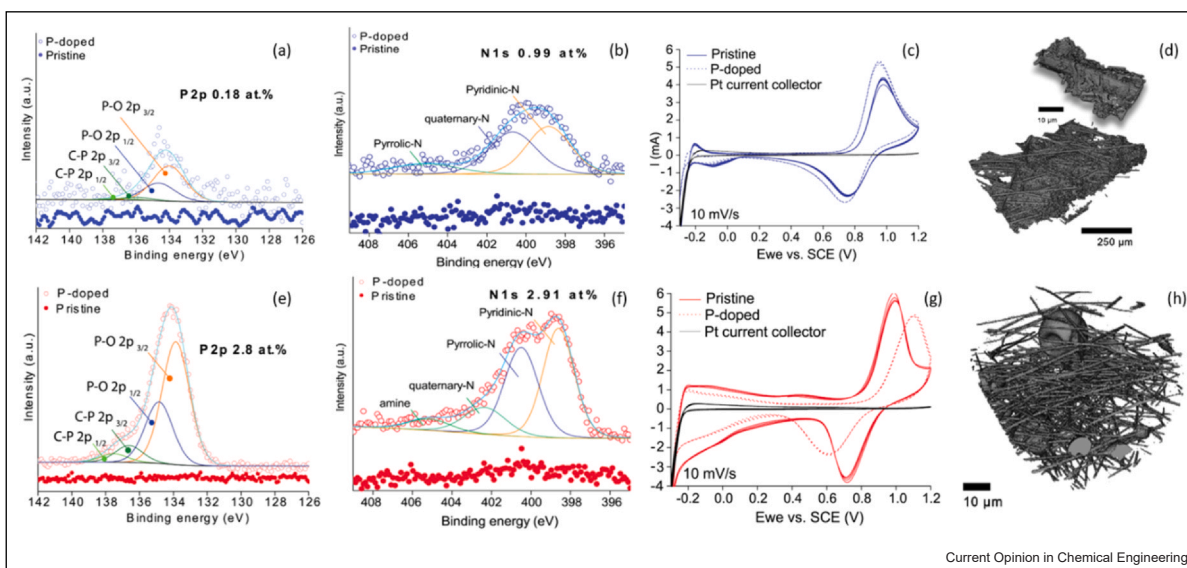 P-doped
Pristine
(a)
P2p 0.18 at.%
P-O 2p 3/2
P-O 2p 1/2
C-P 2p 3/2
C-P 2p 1/2
Intensity (a.u.)
142 140 138 136 134 132 130 128 126
Binding energy (eV)
P-doped
Pristine
(b)
N1s 0.99 at%
Pyridinic-N
quaternary-N
Pyrrolic-N
Intensity (a.u.)
408 406 404 402 400 398 396
Binding energy (eV)
(c)
Pristine
P-doped
Pt current collector
I (mA)
6
5
4
3
2
1
0
-1
-2
-3
-4
10 mV/s
-0.2 0.0 0.2 0.4 0.6 0.8 1.0 1.2
Ewe vs. SCE (V)
(d)
10 µm
250 µm
P-doped
Pristine
(e)
P2p 2.8 at.%
P-O 2p 3/2
P-O 2p 1/2
C-P 2p 3/2
C-P 2p 1/2
Intensity (a.u.)
142 140 138 136 134 132 130 128 126
Binding energy (eV)
P-doped
Pristine
(f)
N1s 2.91 at%
Pyridinic-N
Pyrrolic-N
quaternary-N
amine
Intensity (a.u.)
408 406 404 402 400 398 396
Binding energy (eV)
(g)
Pristine
P-doped
Pt current collector
I (mA)
6
5
4
3
2
1
0
-1
-2
-3
-4
10 mV/s
-0.2 0.0 0.2 0.4 0.6 0.8 1.0 1.2
Ewe vs. SCE (V)
(h)
10 µm
Current Opinion in Chemical Engineering